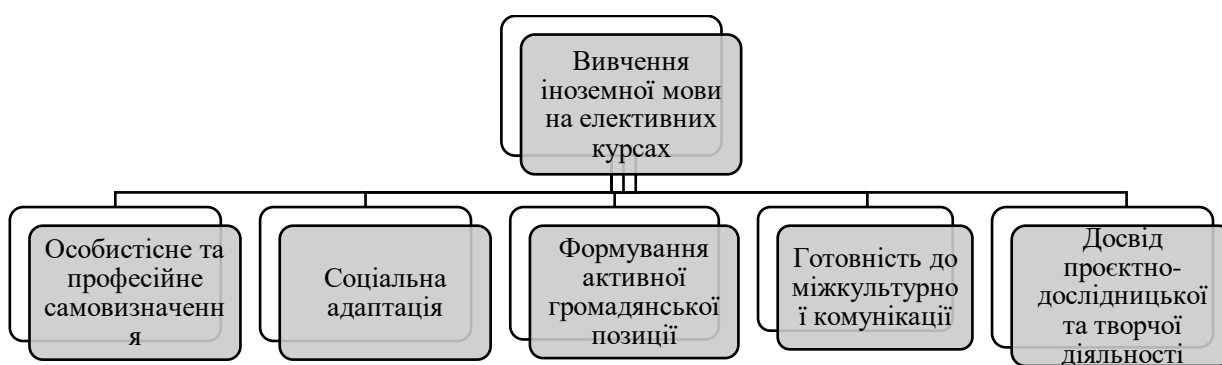 Вивчення
іноземної мови
на елективних
курсах
Особистісне та
професійне
самовизначенн
я
Соціальна
адаптація
Формування
активної
громадянської
позиції
Готовність до
міжкультурно
ї комунікації
Досвід
проєктно-
дослідницької
та творчої
діяльності